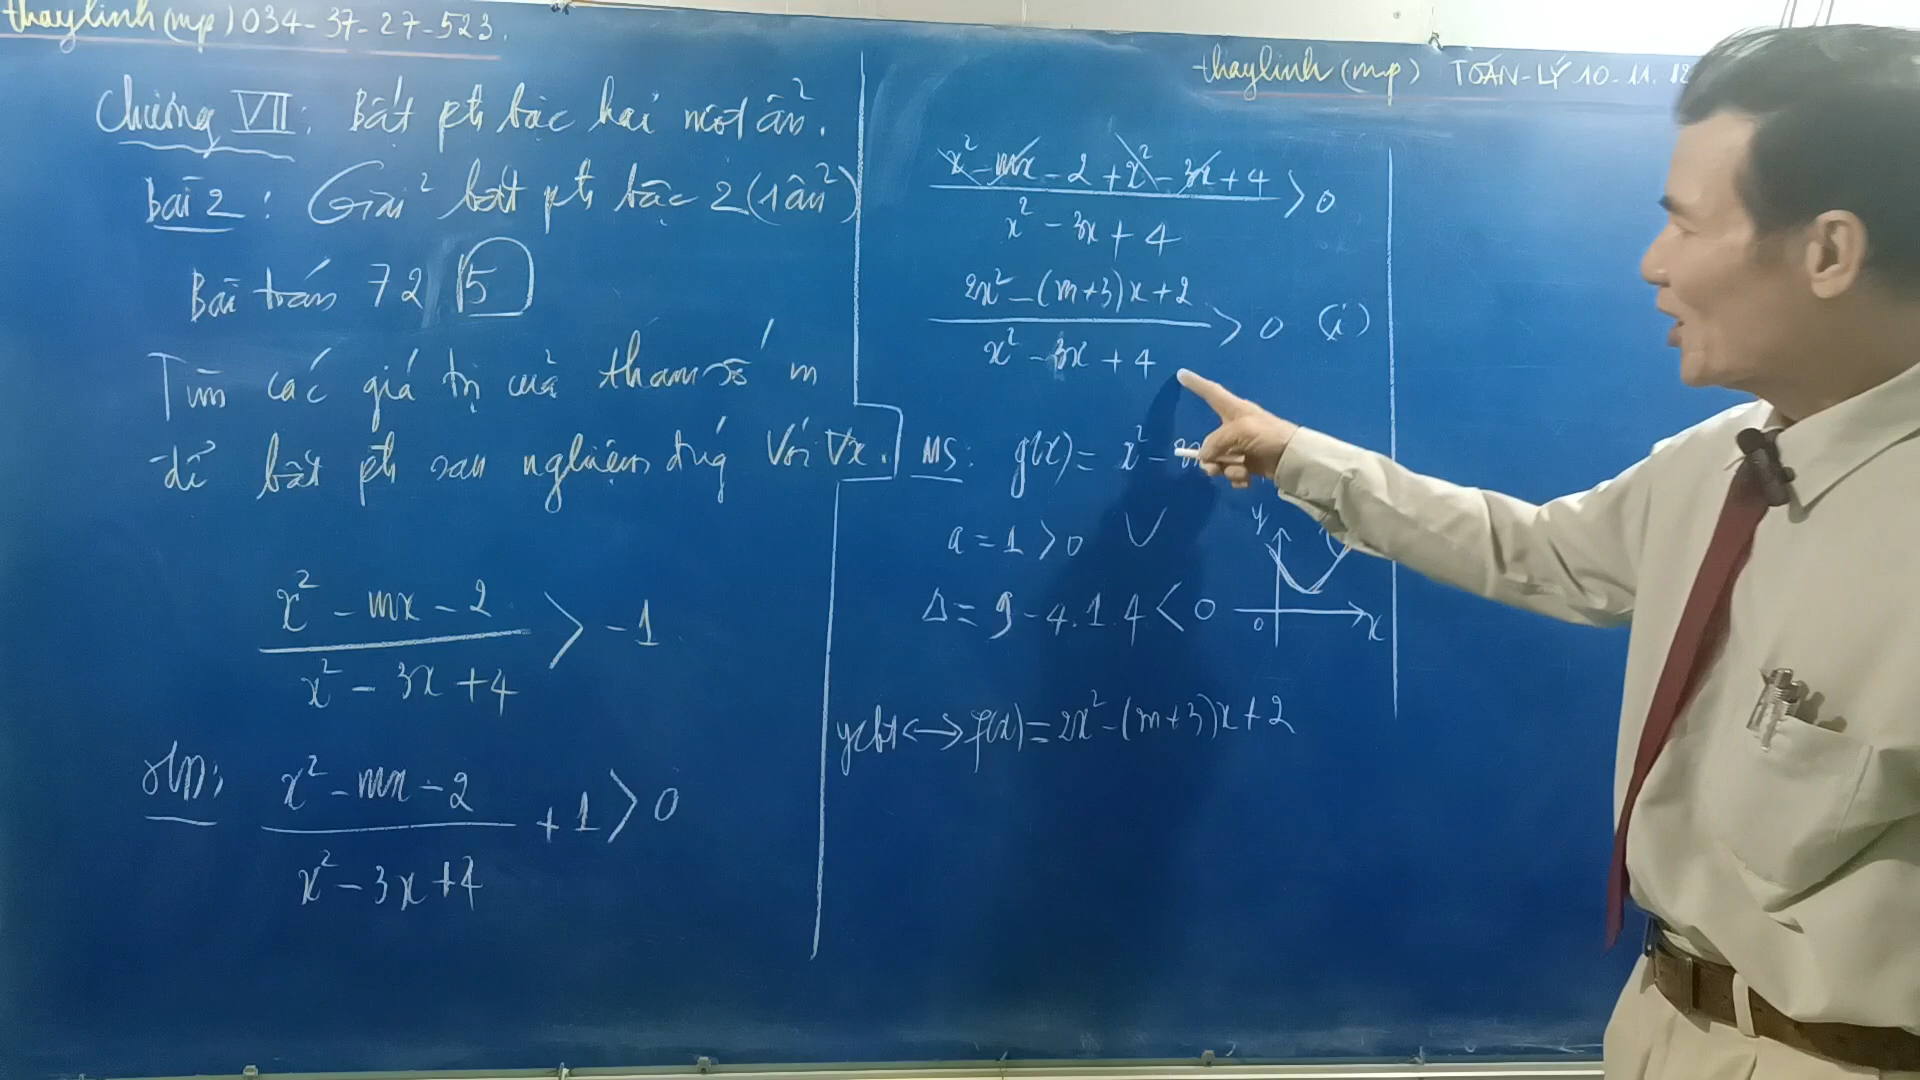 thaylinh (mp) 034-37-27-523.
Chương VII: Bất pt bậc hai một ẩn.
Bài 2: Giải bất pt bậc 2 (1 ẩn)
Bài toán 72 5
Tìm các giá trị của tham số m
để bất pt sau nghiệm đúng với ∀x.
x² - mx - 2 / x² - 3x + 4 > -1
x² - mx - 2 / x² - 3x + 4 + 1 > 0
thaylinh (mp) TOÁN - LÝ 10 - 11. 12
x² - mx - 2 + x² - 3x + 4 / x² - 3x + 4 > 0
2x² - (m+3)x + 2 / x² - 3x + 4 > 0 (i)
MS: g(x) = x² - 3x
a = 1 > 0
Δ = 9 - 4.1.4 < 0
y
0
x
ycbt <-> f(x) = 2x² - (m+3)x + 2